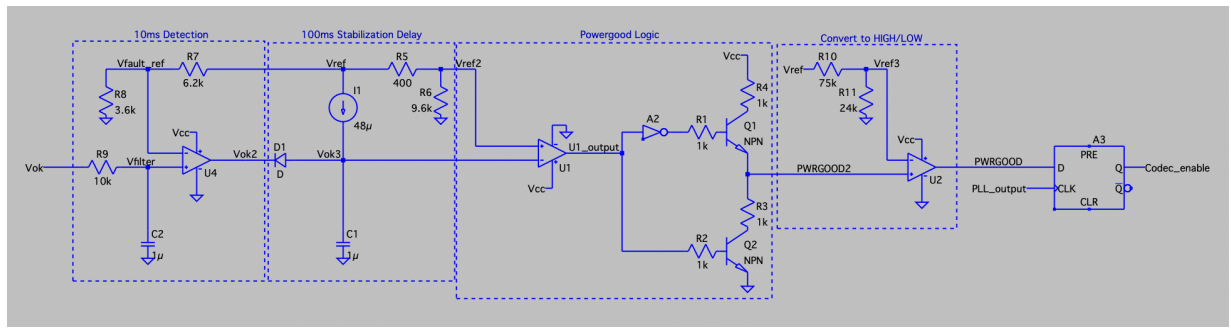 10ms Detection
100ms Stabilization Delay
Powergood Logic
Convert to HIGH/LOW
Vfault_ref
R7
6.2k
Vref
R5
400
Vref2
Vcc
Vref
R10
75k
Vref3
R8
3.6k
I1
48µ
R6
9.6k
R4
1k
R11
24k
Vcc
A2
R1
1k
Q1
NPN
Vcc
A3
PRE
Vok
R9
10k
Vfilter
U4
Vok2
D1
D
Vok3
U1
U1_output
Vcc
PWRGOOD2
U2
PWRGOOD
D
Q
Codec_enable
PLL_output
CLK
Q
CLR
C2
1µ
C1
1µ
R2
1k
R3
1k
Q2
NPN